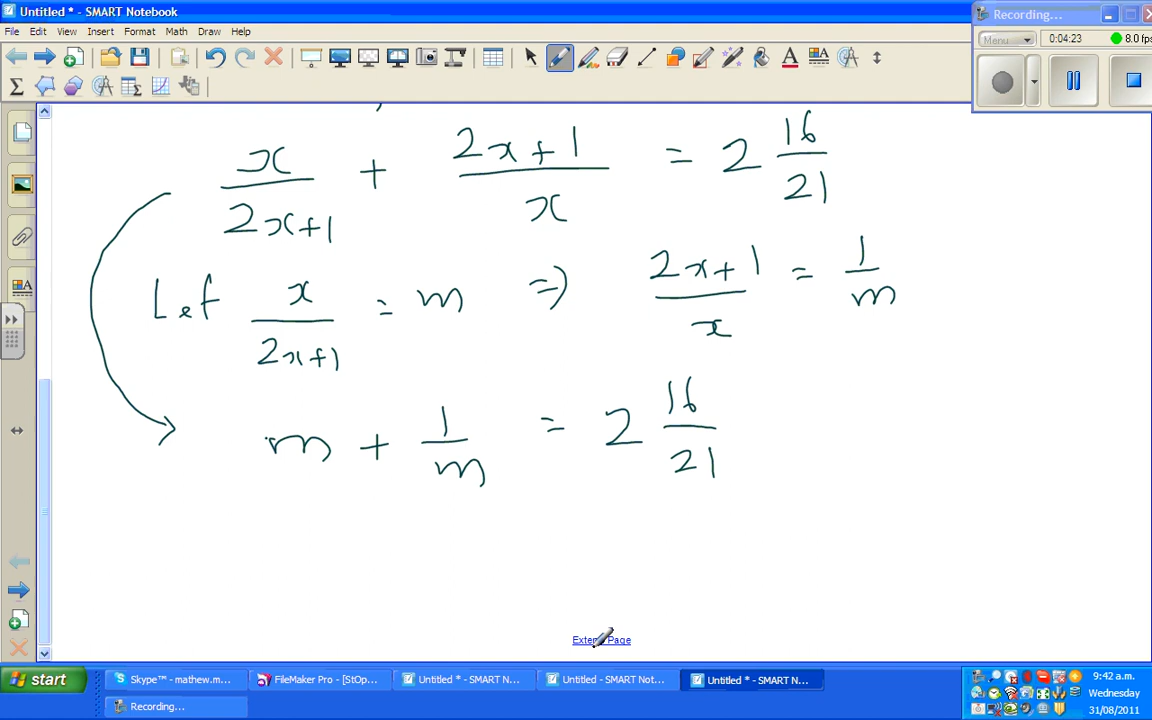 Untitled * - SMART Notebook
Recording...
File Edit View Insert Format Math Draw Help
Menu 0:04:23 8.0 fps
x/(2x+1) + (2x+1)/x = 2 16/21
Let x/(2x+1) = m ⇒ (2x+1)/x = 1/m
m + 1/m = 2 16/21
Extend Page
start Skype™ - mathew.m... FileMaker Pro - [StOp... Untitled * - SMART N... Untitled - SMART Not... Untitled * - SMART N...
Recording...
9:42 a.m.
Wednesday
31/08/2011